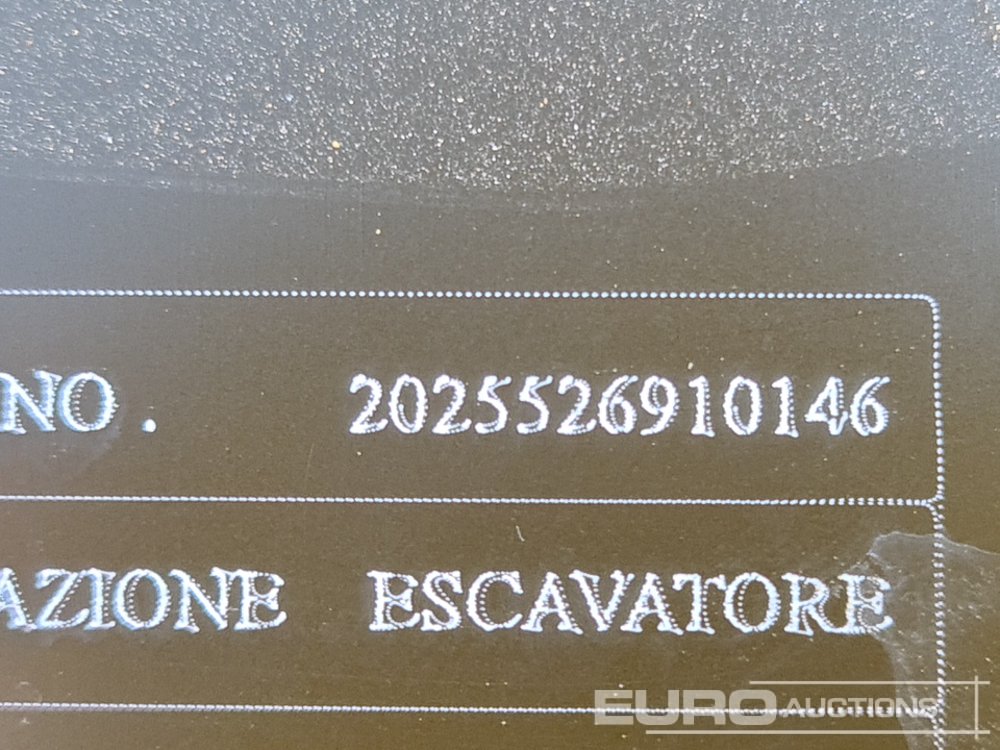 NO. 2025526910146
AZIONE ESCAVATORE
EURO AUCTIONS